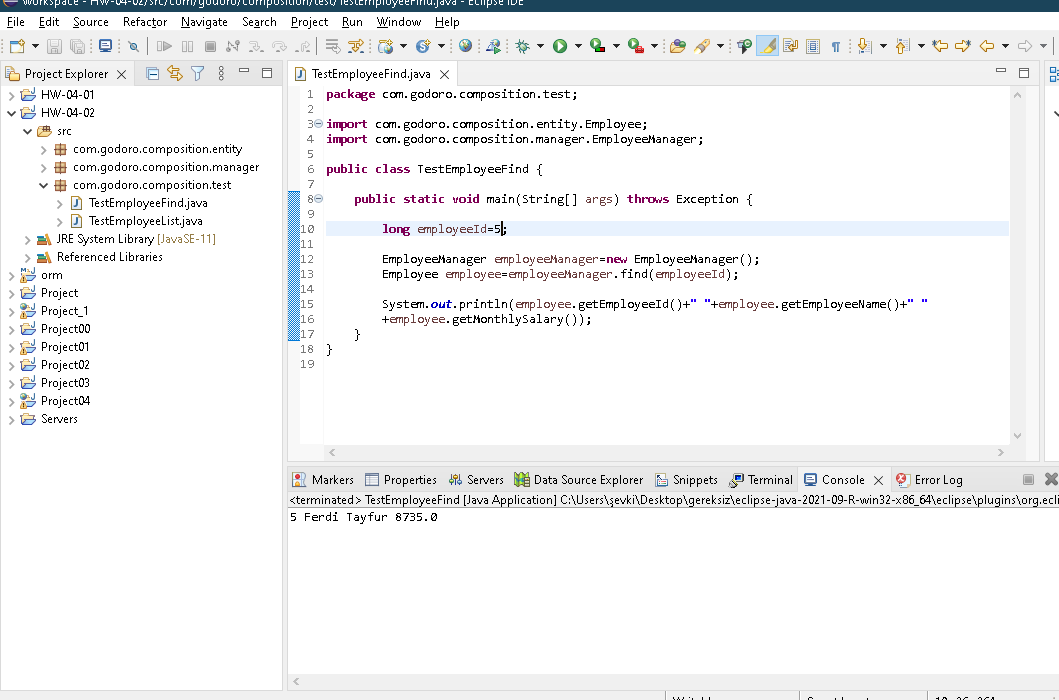 workspace - HW-04-02/src/com/godoro/composition/test/TestEmployeeFind.java - Eclipse IDE
File Edit Source Refactor Navigate Search Project Run Window Help
Project Explorer
HW-04-01
HW-04-02
src
com.godoro.composition.entity
com.godoro.composition.manager
com.godoro.composition.test
TestEmployeeFind.java
TestEmployeeList.java
JRE System Library [JavaSE-11]
Referenced Libraries
orm
Project
Project_1
Project00
Project01
Project02
Project03
Project04
Servers
TestEmployeeFind.java
1 package com.godoro.composition.test;
2
3 import com.godoro.composition.entity.Employee;
4 import com.godoro.composition.manager.EmployeeManager;
5
6 public class TestEmployeeFind {
7
8 public static void main(String[] args) throws Exception {
9
10 long employeeId=5;
11
12 EmployeeManager employeeManager=new EmployeeManager();
13 Employee employee=employeeManager.find(employeeId);
14
15 System.out.println(employee.getEmployeeId()+" "+employee.getEmployeeName()+" "
16 +employee.getMonthlySalary());
17 }
18 }
19
Markers Properties Servers Data Source Explorer Snippets Terminal Console Error Log
<terminated> TestEmployeeFind [Java Application] C:\Users\şevki\Desktop\gereksiz\eclipse-java-2021-09-R-win32-x86_64\eclipse\plugins\org.ecli
5 Ferdi Tayfur 8735.0